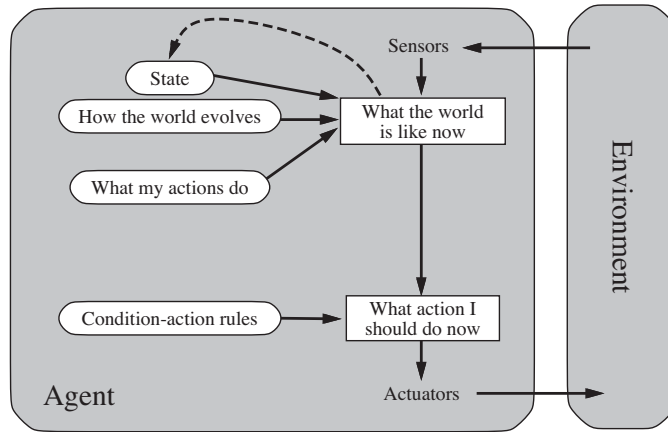 Sensors
State
What the world
is like now
How the world evolves
What my actions do
Environment
Condition-action rules
What action I
should do now
Agent
Actuators